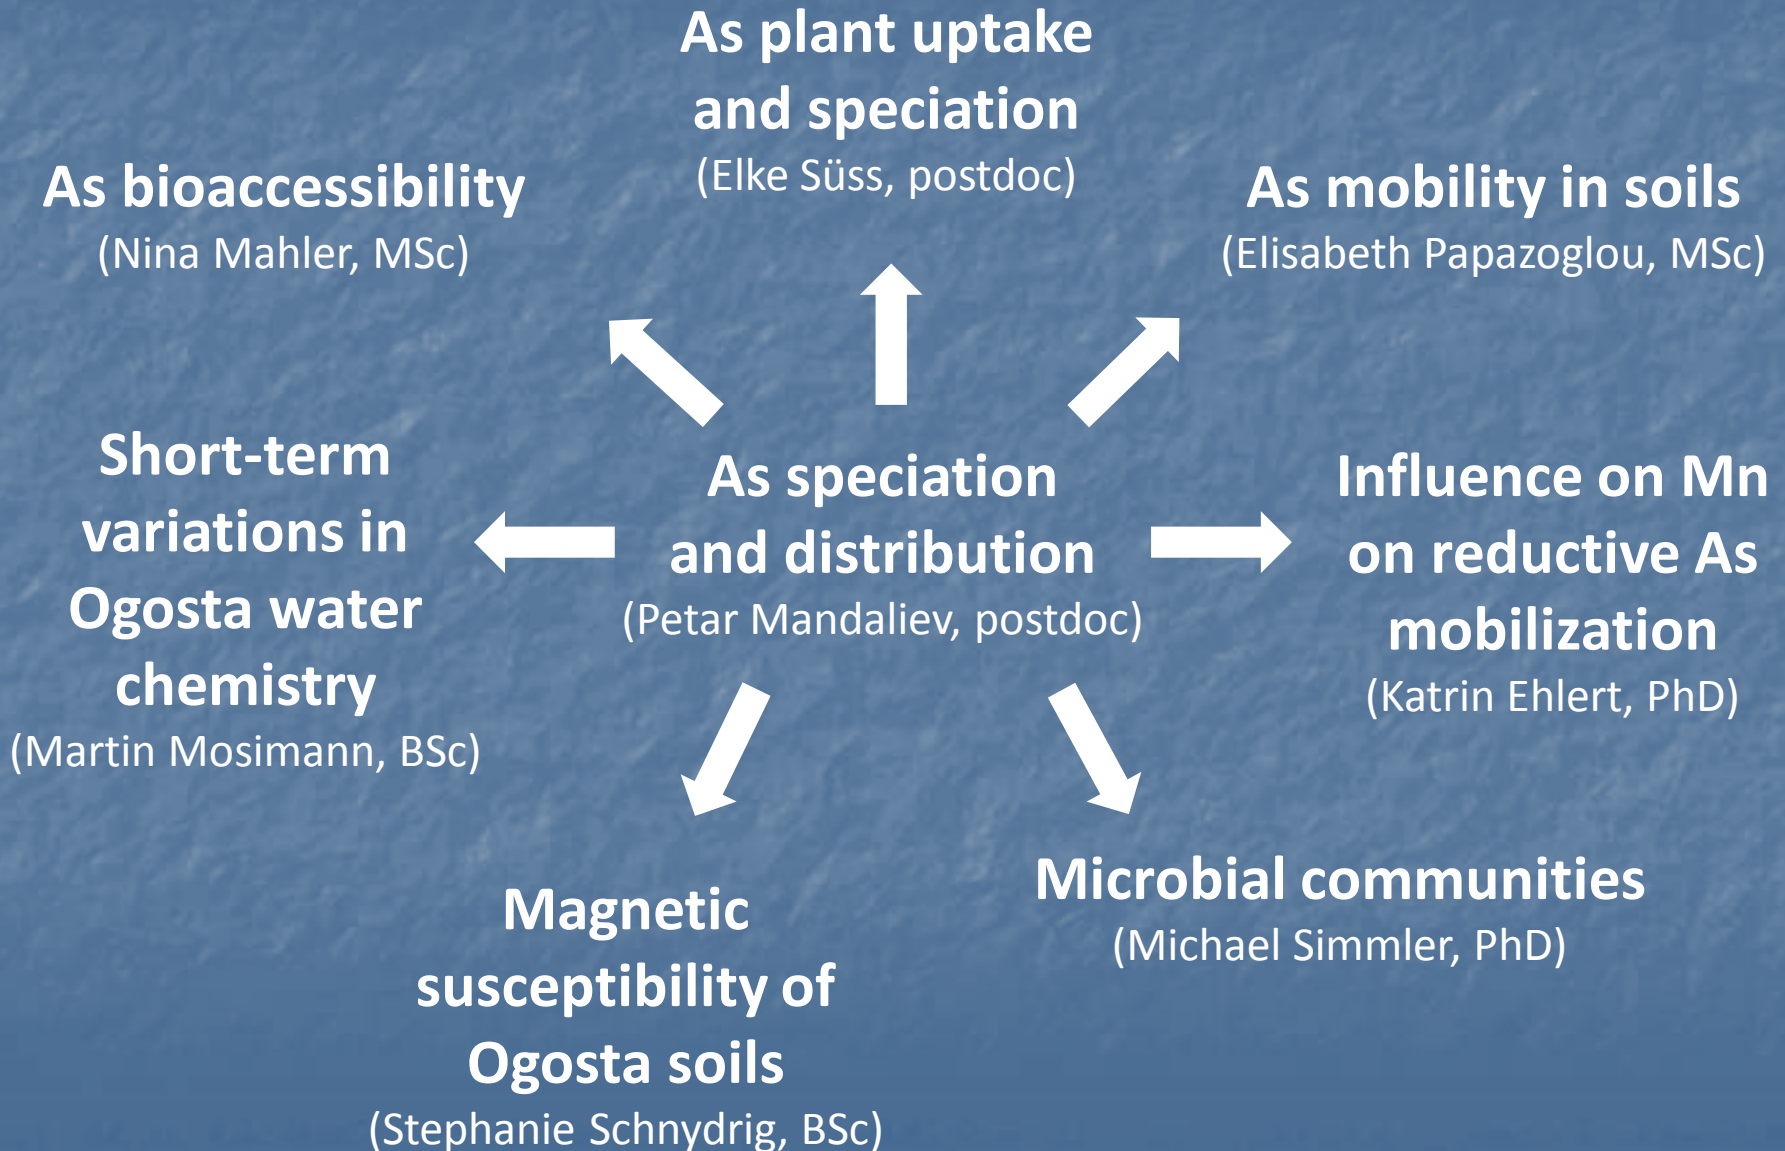 As plant uptake
and speciation
(Elke Süss, postdoc)
As bioaccessibility
(Nina Mahler, MSc)
As mobility in soils
(Elisabeth Papazoglou, MSc)
Short-term
variations in
Ogosta water
chemistry
(Martin Mosimann, BSc)
As speciation
and distribution
(Petar Mandaliev, postdoc)
Influence on Mn
on reductive As
mobilization
(Katrin Ehlert, PhD)
Magnetic
susceptibility of
Ogosta soils
(Stephanie Schnydrig, BSc)
Microbial communities
(Michael Simmler, PhD)